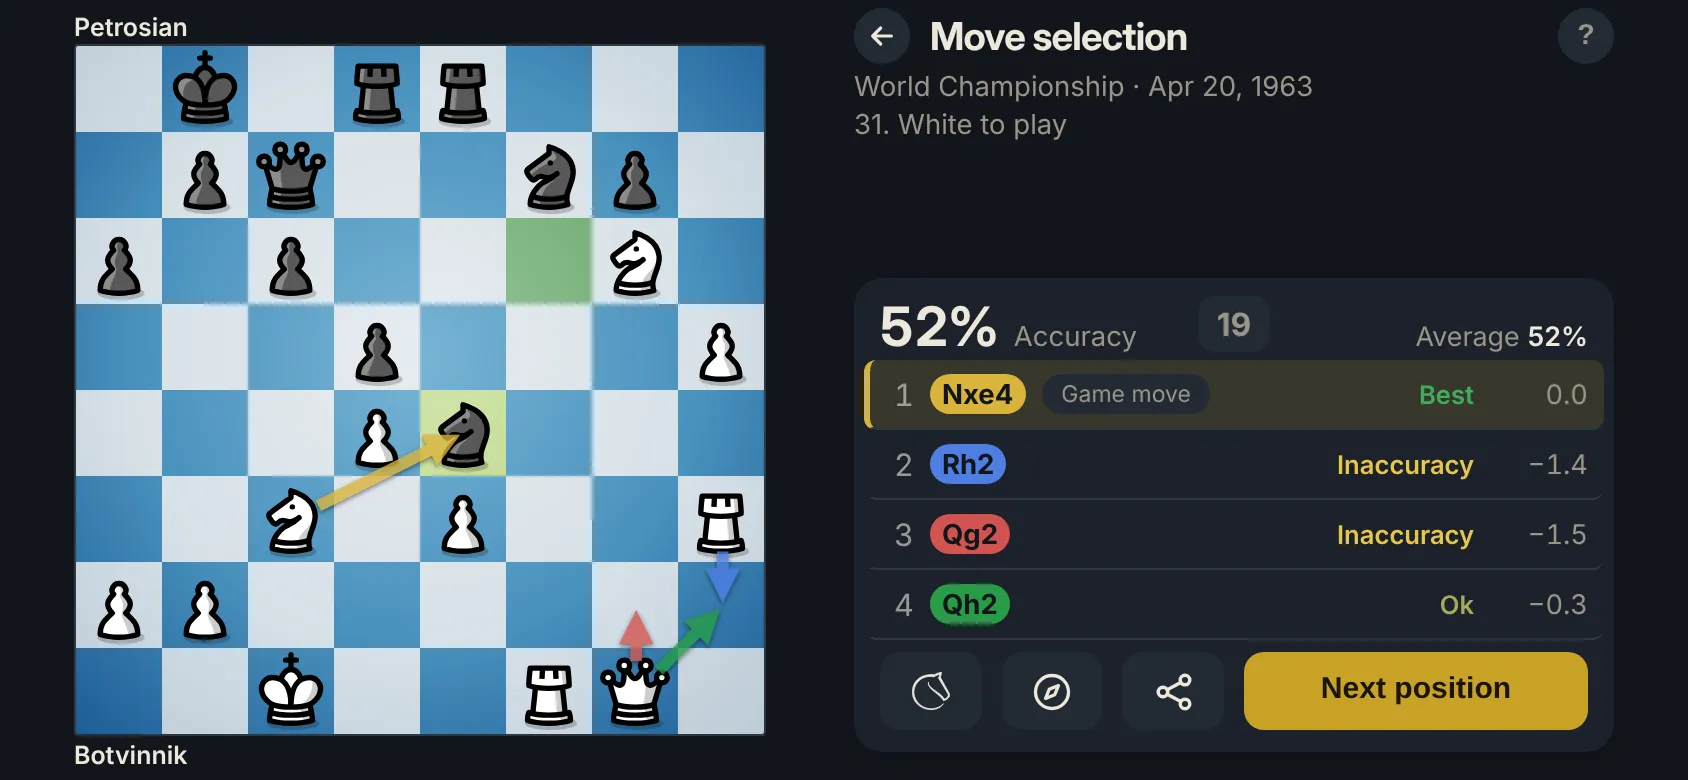 Petrosian
Botvinnik
Move selection
?
World Championship · Apr 20, 1963
31. White to play
52% Accuracy 19 Average 52%
1 Nxe4 Game move Best 0.0
2 Rh2 Inaccuracy −1.4
3 Qg2 Inaccuracy −1.5
4 Qh2 Ok −0.3
Next position